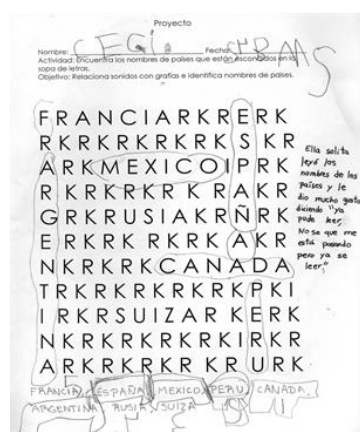 Proyecto
Nombre: CECI Fecha:
Actividad: Encuentra los nombres de países que están escondidos en la
sopa de letras.
Objetivo: Relaciona sonidos con grafías e identifica nombres de países.
FRANCIARKRERK
RKRKRKRKRKSKR
ARKMEXICOIPRK
RKRKRKRKRKAKR
GRKRUSIAKRÑRK
ERKRKRKRKAKR
NKRKRKCANADA
TRKRKRKRKRKPKI
IRKRSUIZARKERK
NKRKRKRKRKIRKR
ARKRKRKRKRURK
Ella solita
leyó los
nombres de los
países y le
dio mucho gusto
diciendo "ya
pude leer,
No se que me
está pasando
pero ya se
leer,"
FRANCIA, ESPAÑA MEXICO, PERU, CANADA,
ARGENTINA RUSIA, SUIZA